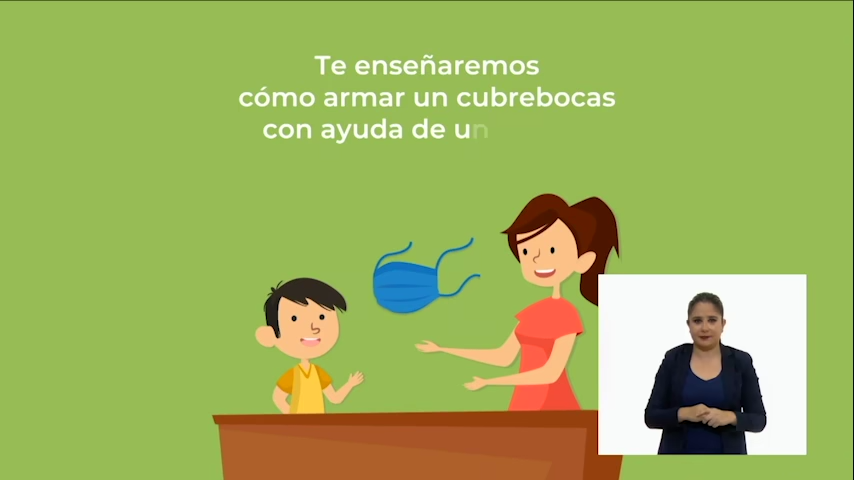 Te enseñaremos
cómo armar un cubrebocas
con ayuda de un